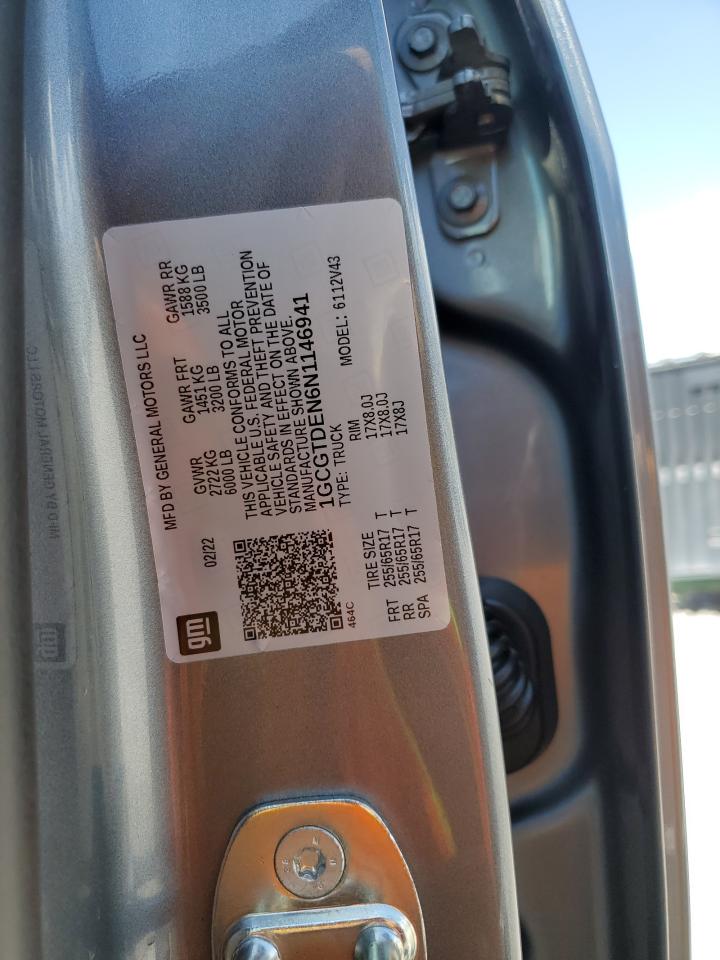 MFD BY GENERAL MOTORS LLC
gm
02/22
GVWR GAWR FRT GAWR RR
2722 KG 1451 KG 1588 KG
6000 LB 3200 LB 3500 LB
THIS VEHICLE CONFORMS TO ALL
APPLICABLE U.S. FEDERAL MOTOR
VEHICLE SAFETY AND THEFT PREVENTION
STANDARDS IN EFFECT ON THE DATE OF
MANUFACTURE SHOWN ABOVE.
1GCGTDEN6N1146941
TYPE: TRUCK MODEL: 6112V43
464C
TIRE SIZE RIM
FRT 255/65R17 T 17X8.0J
RR 255/65R17 T 17X8.0J
SPA 255/65R17 T 17X8J